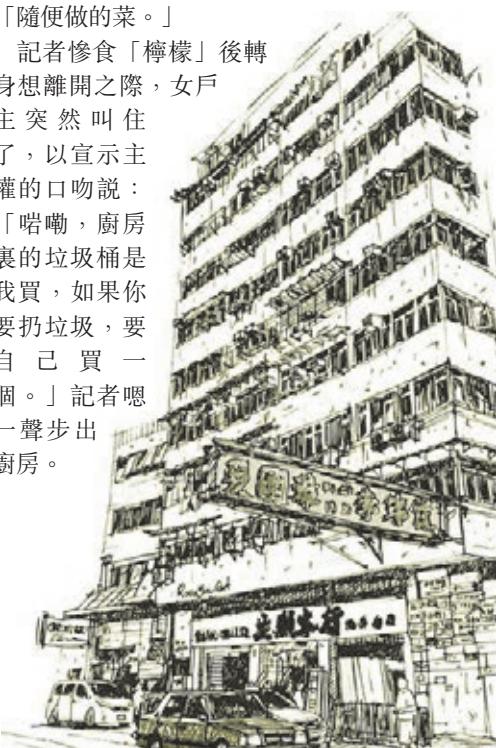 「隨便做的菜。」
記者慘食「檸檬」後轉
身想離開之際，女戶
主突然叫住
了，以宣示主
權的口吻説：
「啱嘞，廚房
裏的垃圾桶是
我買，如果你
要扔垃圾，要
自己買一
個。」記者嗯
一聲步出
廚房。